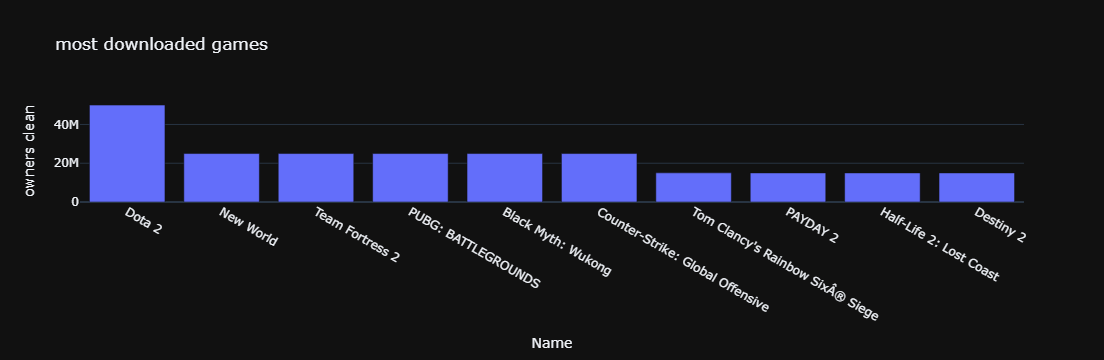 most downloaded games
owners clean
40M
20M
0
Dota 2
New World
Team Fortress 2
PUBG: BATTLEGROUNDS
Black Myth: Wukong
Counter-Strike: Global Offensive
Tom Clancy's Rainbow SixÂ® Siege
PAYDAY 2
Half-Life 2: Lost Coast
Destiny 2
Name